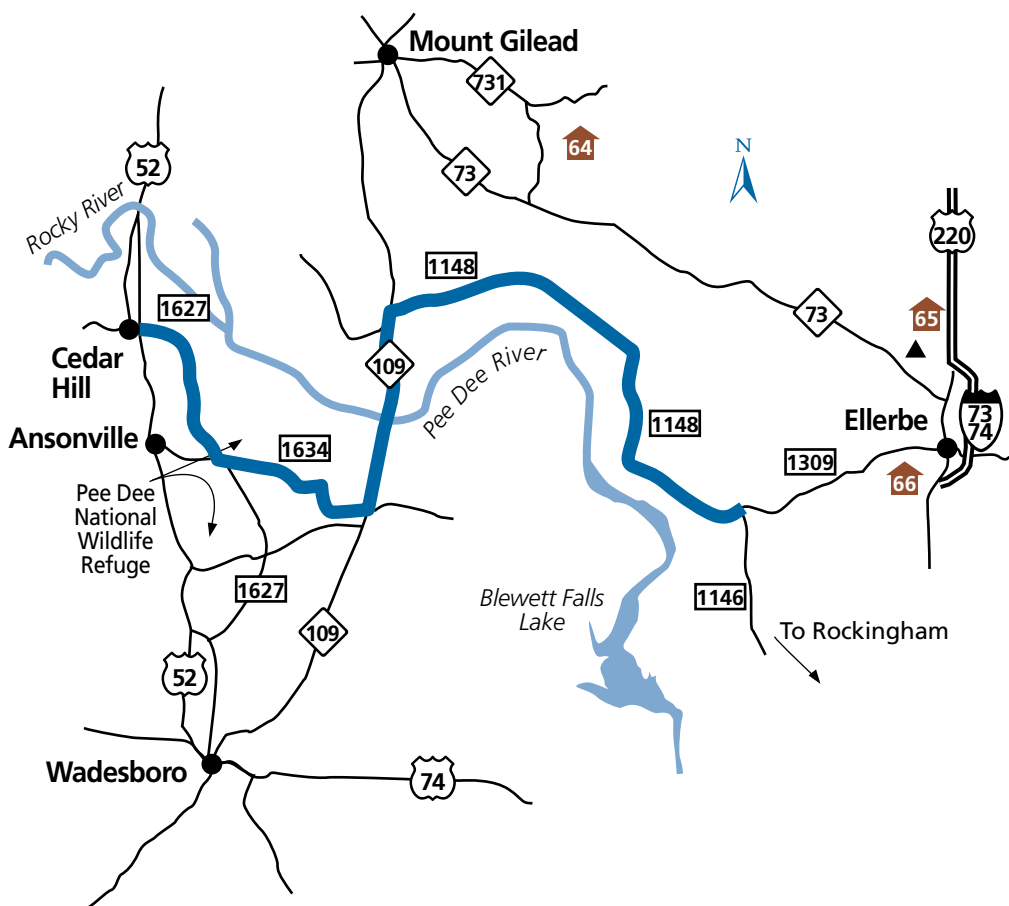 Mount Gilead
731
64
52
73
N
Rocky River
220
1148
1627
73
65
109
Cedar
Hill
Pee Dee River
73
74
Ellerbe
1148
Ansonville
1634
1309
66
Pee Dee
National
Wildlife
Refuge
1627
Blewett Falls
Lake
1146
109
To Rockingham
52
Wadesboro
74